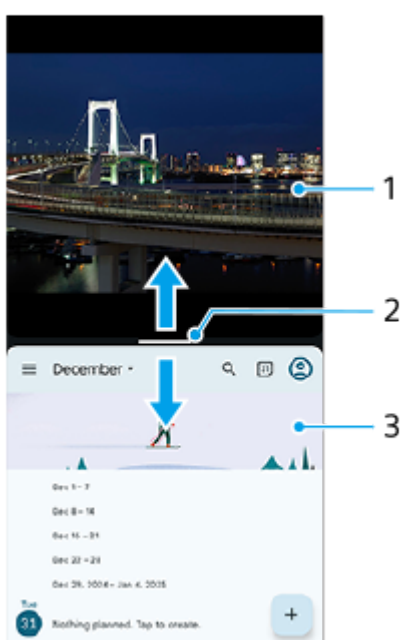 1
2
December
3
Dec 1 – 7
Dec 8 – 14
Dec 15 – 21
Dec 22 – 28
Dec 29, 2024 – Jan 4, 2025
Tue
31 Nothing planned. Tap to create.
+